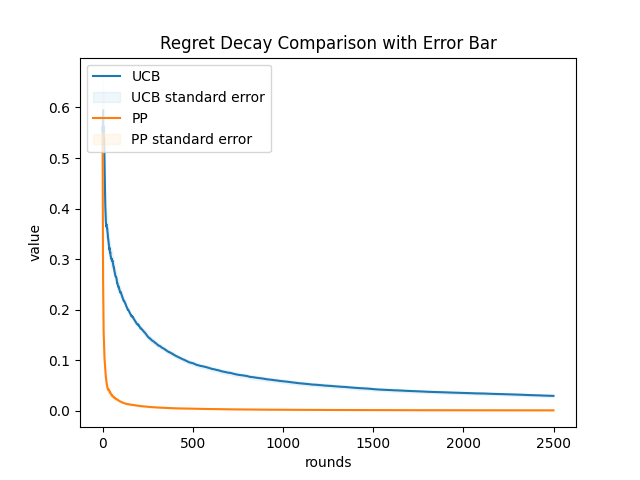 Regret Decay Comparison with Error Bar
UCB
UCB standard error
PP
PP standard error
value
0.6
0.5
0.4
0.3
0.2
0.1
0.0
0 500 1000 1500 2000 2500
rounds